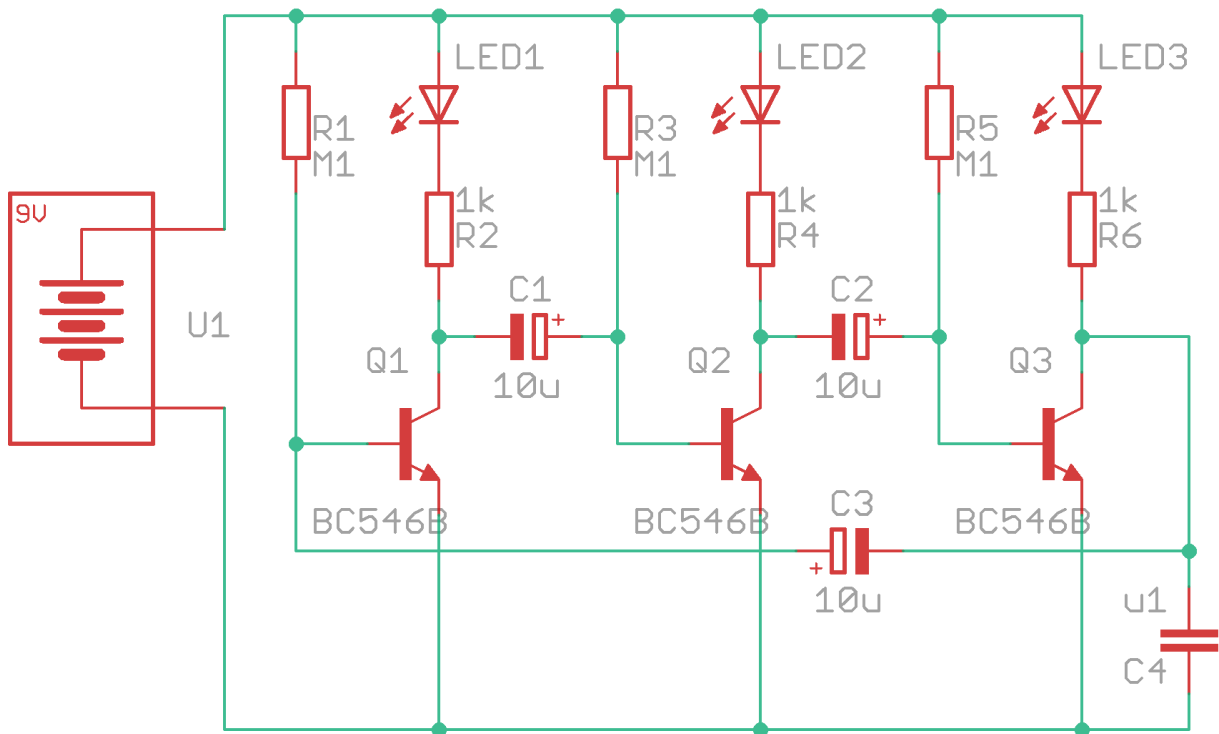 LED1
LED2
LED3
R1
M1
R3
M1
R5
M1
9V
1k
R2
1k
R4
1k
R6
C1
+
C2
+
U1
Q1
10u
Q2
10u
Q3
BC546B
BC546B
C3
BC546B
+
10u
u1
C4